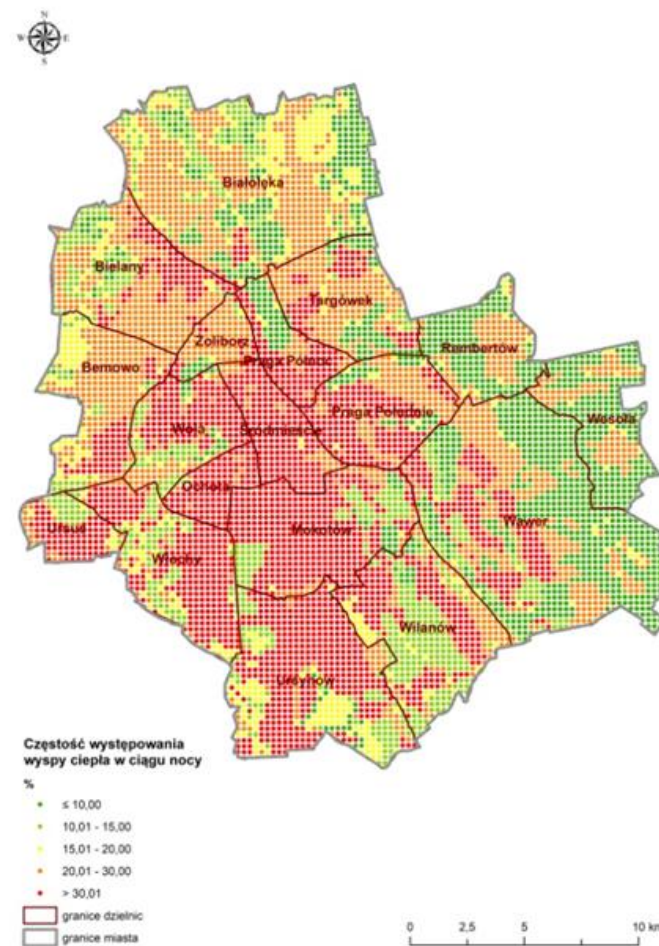 N
W E
S
Białołęka
Bielany
Targówek
Żoliborz
Rembertów
Bemowo
Praga Północ
Wesoła
Praga Południe
Wola
Śródmieście
Ochota
Ursus
Mokotów
Wawer
Włochy
Wilanów
Ursynów
Częstość występowania
wyspy ciepła w ciągu nocy
%
≤ 10,00
10,01 - 15,00
15,01 - 20,00
20,01 - 30,00
> 30,01
granice dzielnic
granice miasta
0 2,5 5 10 km